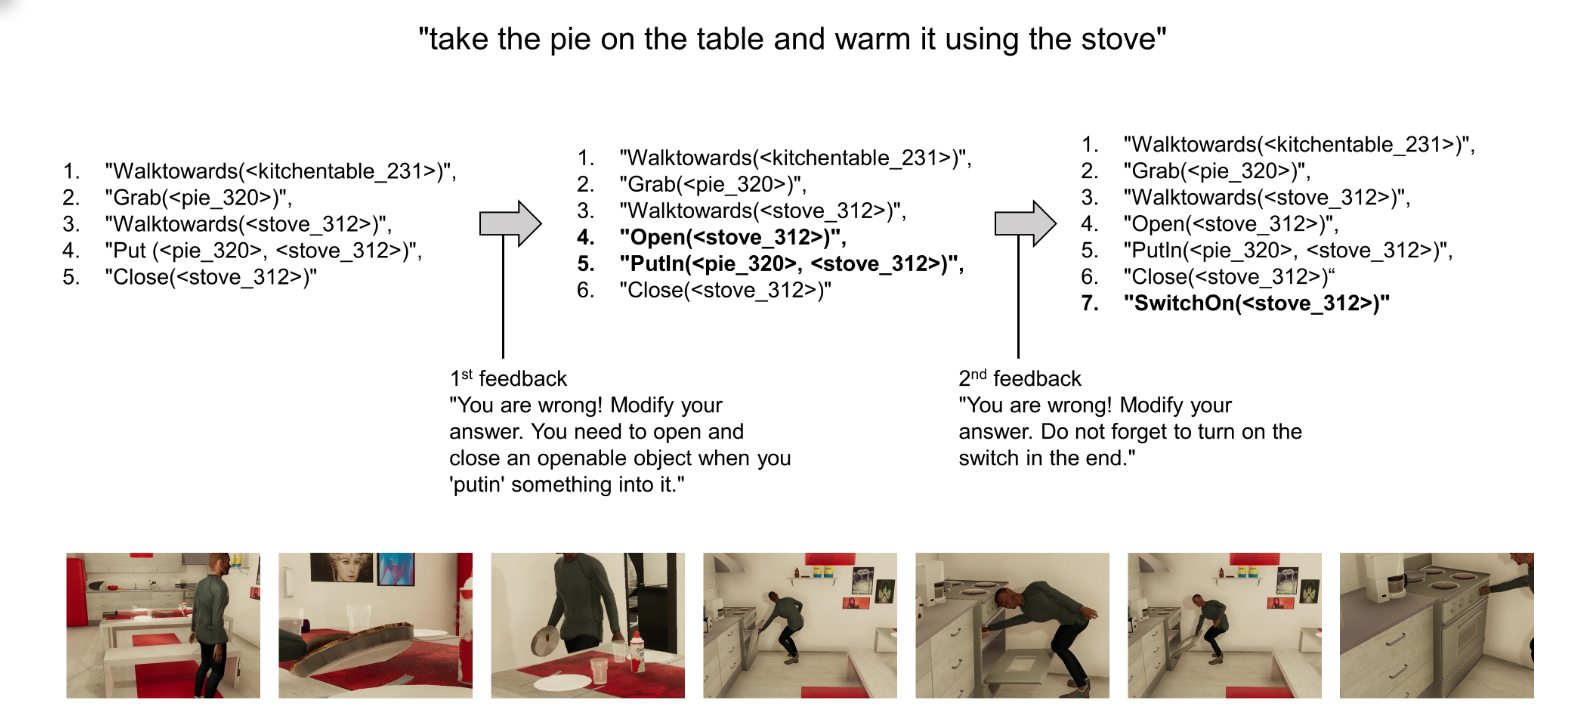 "take the pie on the table and warm it using the stove"
1. "Walktowards(<kitchentable_231>)",
2. "Grab(<pie_320>)",
3. "Walktowards(<stove_312>)",
4. "Put (<pie_320>, <stove_312>)",
5. "Close(<stove_312>)"
1. "Walktowards(<kitchentable_231>)",
2. "Grab(<pie_320>)",
3. "Walktowards(<stove_312>)",
4. "Open(<stove_312>)",
5. "PutIn(<pie_320>, <stove_312>)",
6. "Close(<stove_312>)"
1. "Walktowards(<kitchentable_231>)",
2. "Grab(<pie_320>)",
3. "Walktowards(<stove_312>)",
4. "Open(<stove_312>)",
5. "PutIn(<pie_320>, <stove_312>)",
6. "Close(<stove_312>)“
7. "SwitchOn(<stove_312>)"
1st feedback
"You are wrong! Modify your
answer. You need to open and
close an openable object when you
'putin' something into it."
2nd feedback
"You are wrong! Modify your
answer. Do not forget to turn on the
switch in the end."